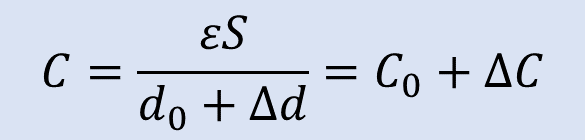 C = εS / (d₀ + Δd) = C₀ + ΔC